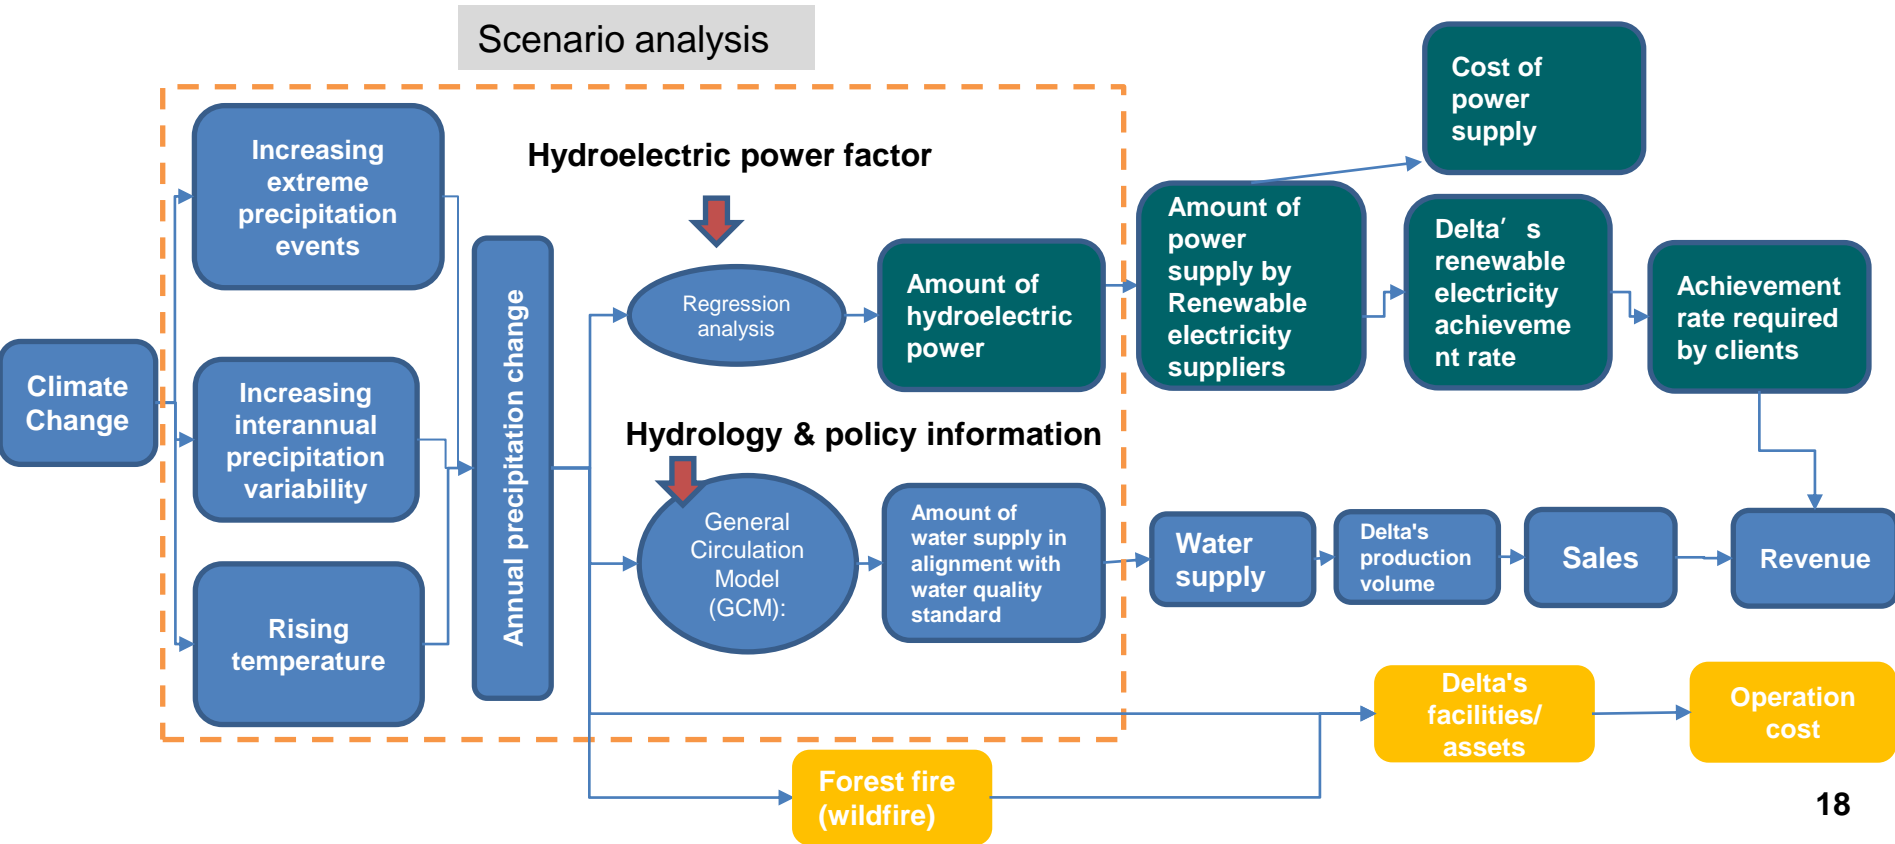 Scenario analysis
Cost of
power
supply
Increasing
extreme
precipitation
events
Hydroelectric power factor
Amount of
power
supply by
Renewable
electricity
suppliers
Delta’s
renewable
electricity
achieveme
nt rate
Achievement
rate required
by clients
Regression
analysis
Amount of
hydroelectric
power
Climate
Change
Increasing
interannual
precipitation
variability
Annual precipitation change
Hydrology & policy information
General
Circulation
Model
(GCM):
Amount of
water supply in
alignment with
water quality
standard
Water
supply
Delta's
production
volume
Sales
Revenue
Rising
temperature
Delta's
facilities/
assets
Operation
cost
Forest fire
(wildfire)
18